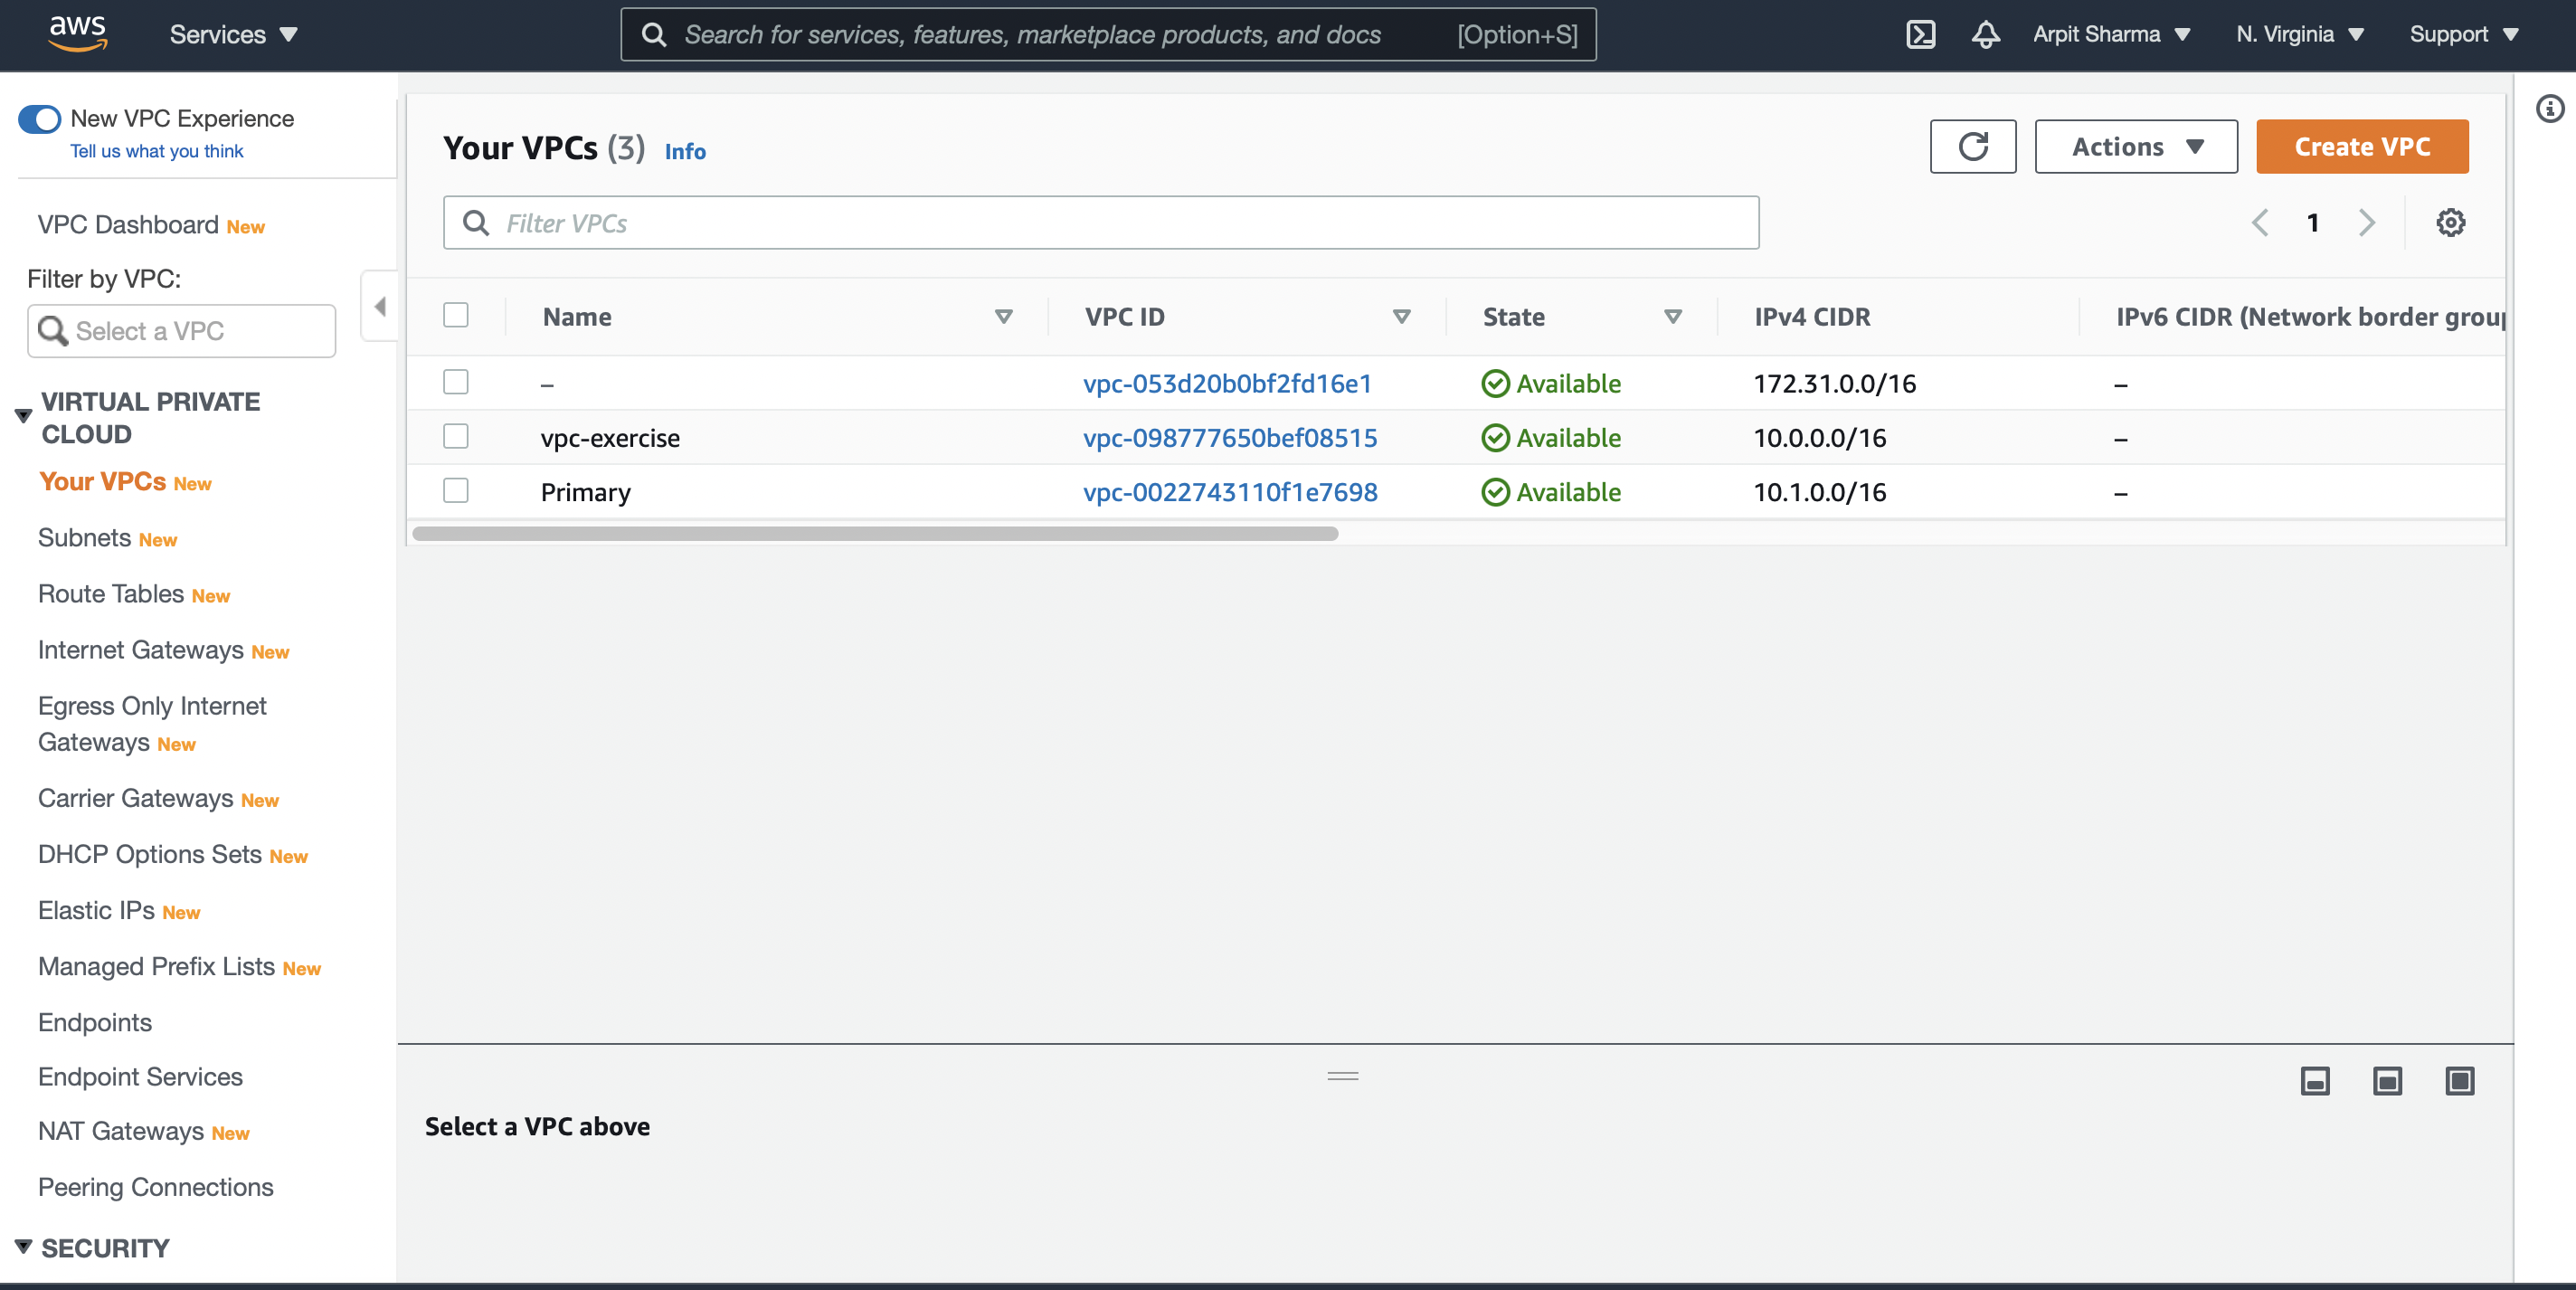 aws Services Search for services, features, marketplace products, and docs [Option+S] Arpit Sharma N. Virginia Support
New VPC Experience
Tell us what you think
VPC Dashboard New
Filter by VPC:
Select a VPC
VIRTUAL PRIVATE
CLOUD
Your VPCs New
Subnets New
Route Tables New
Internet Gateways New
Egress Only Internet
Gateways New
Carrier Gateways New
DHCP Options Sets New
Elastic IPs New
Managed Prefix Lists New
Endpoints
Endpoint Services
NAT Gateways New
Peering Connections
SECURITY
Your VPCs (3) Info Actions Create VPC
Filter VPCs 1
Name VPC ID State IPv4 CIDR IPv6 CIDR (Network border group
– vpc-053d20b0bf2fd16e1 Available 172.31.0.0/16 –
vpc-exercise vpc-098777650bef08515 Available 10.0.0.0/16 –
Primary vpc-0022743110f1e7698 Available 10.1.0.0/16 –
Select a VPC above